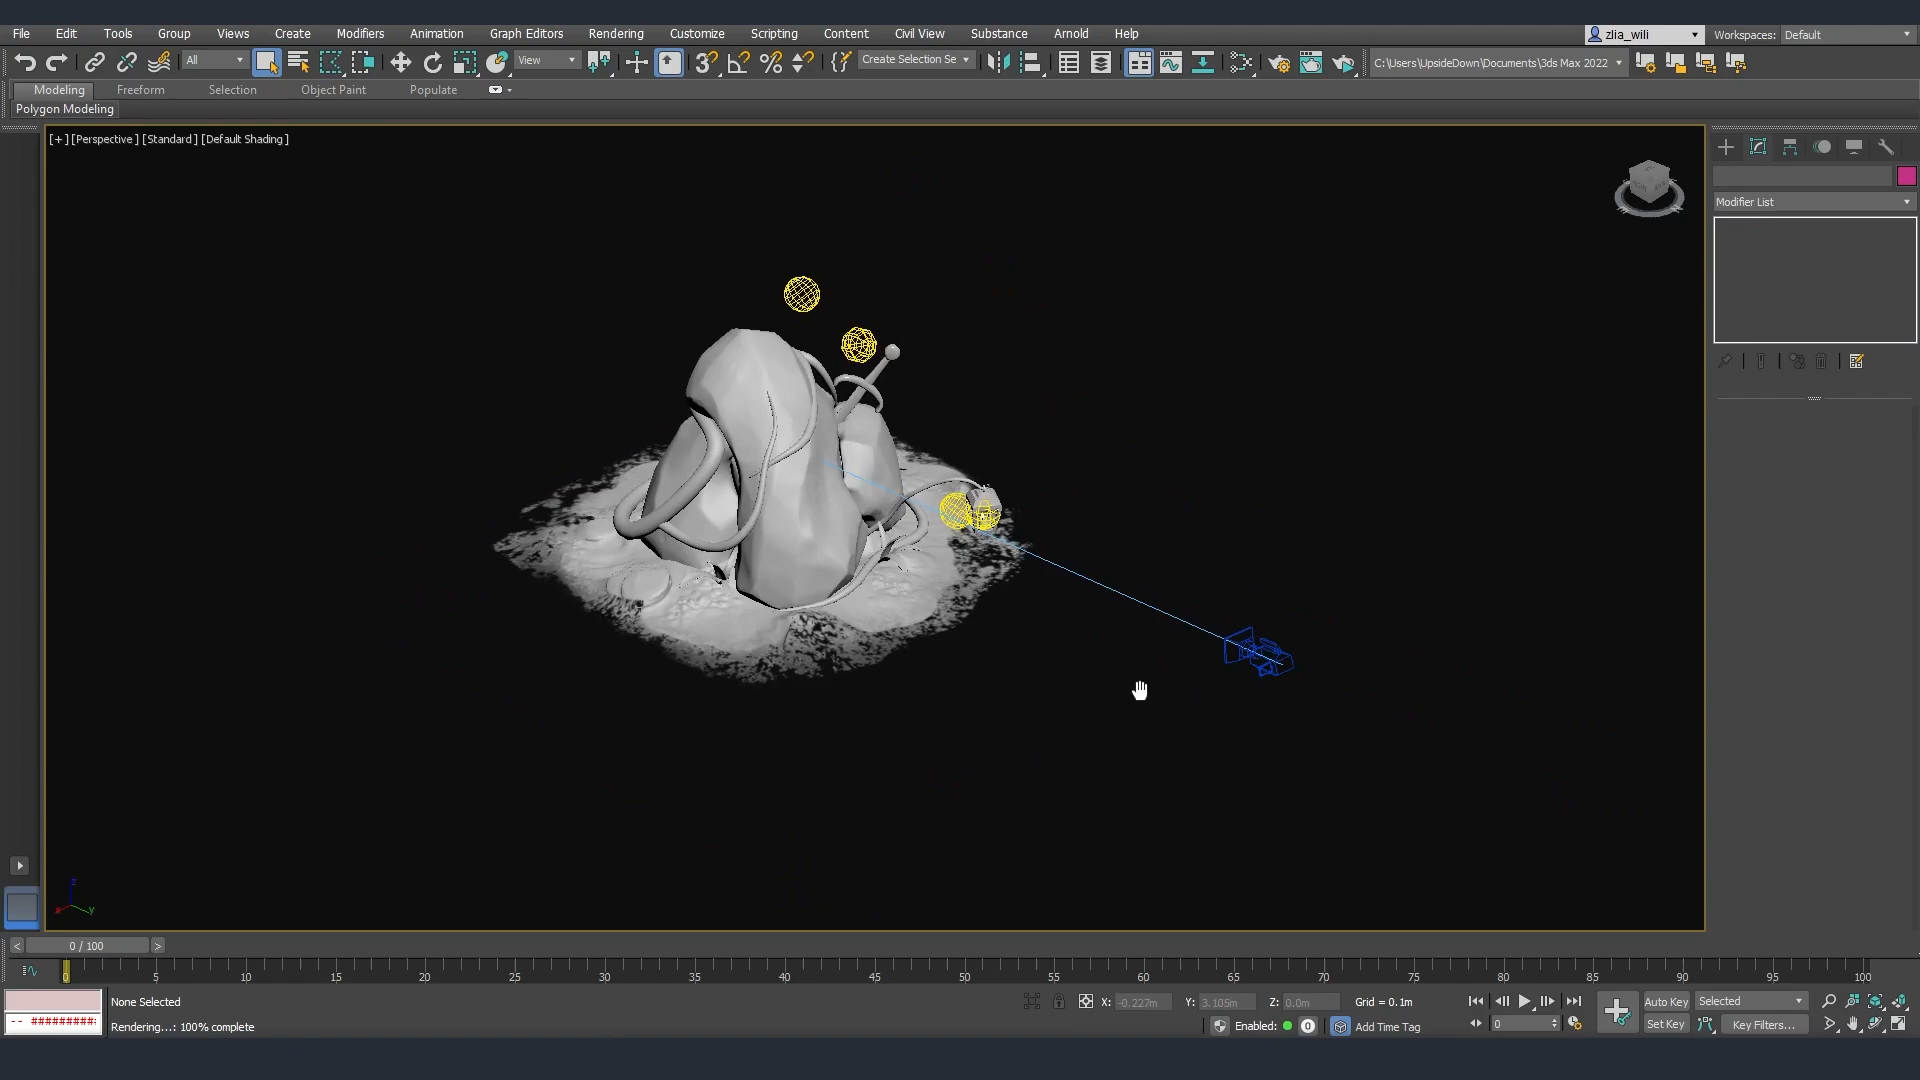 File Edit Tools Group Views Create Modifiers Animation Graph Editors Rendering Customize Scripting Content Civil View Substance Arnold Help
zlia_wili Workspaces: Default
All View Create Selection Se C:\Users\UpsideDown\Documents\3ds Max 2022
Modeling Freeform Selection Object Paint Populate
Polygon Modeling
[+] [Perspective] [Standard] [Default Shading]
Modifier List
z
x y
< 0 / 100 >
0 5 10 15 20 25 30 35 40 45 50 55 60 65 70 75 80 85 90 95 100
None Selected X: -0.227m Y: 3.105m Z: 0.0m Grid = 0.1m Auto Key Selected
Rendering...: 100% complete Enabled: 0 Add Time Tag 0 Set Key Key Filters...